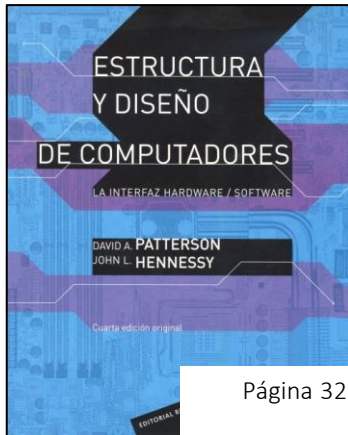 ESTRUCTURA
Y DISEÑO
DE COMPUTADORES
LA INTERFAZ HARDWARE / SOFTWARE
DAVID A. PATTERSON
JOHN L. HENNESSY
Cuarta edición original
EDITORIAL
Página 32